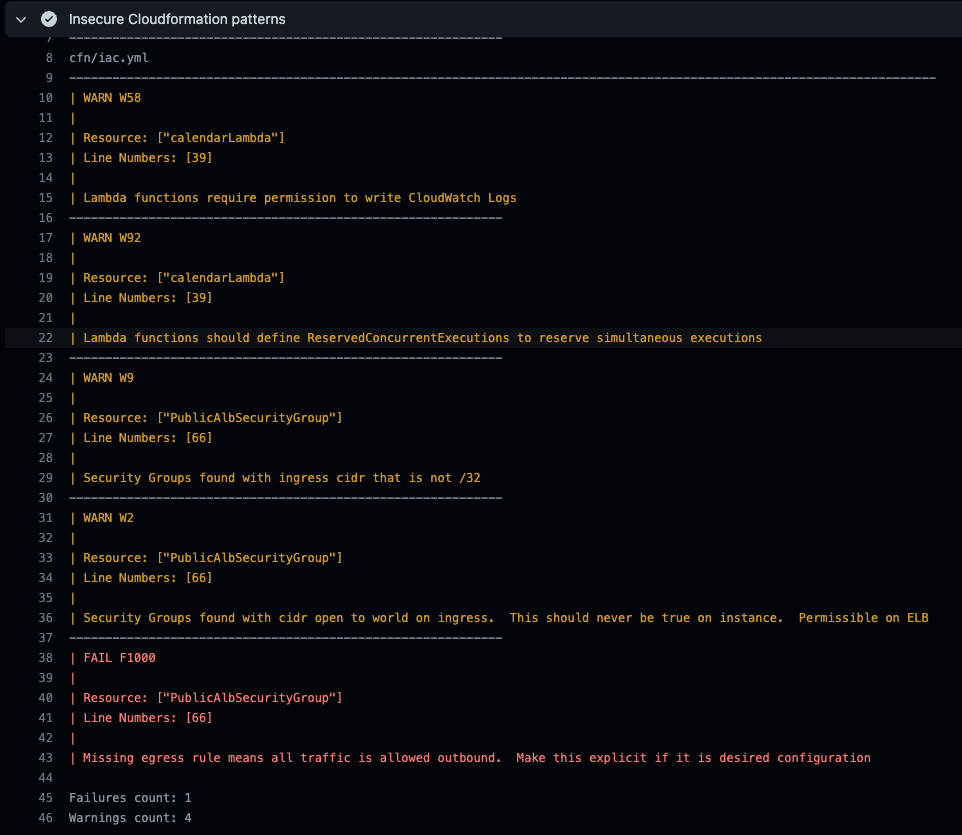 Insecure Cloudformation patterns
7 ------------------------------------------------------------
8 cfn/iac.yml
9 ------------------------------------------------------------------------------------------------------------------------
10 | WARN W58
11 |
12 | Resource: ["calendarLambda"]
13 | Line Numbers: [39]
14 |
15 | Lambda functions require permission to write CloudWatch Logs
16 ------------------------------------------------------------
17 | WARN W92
18 |
19 | Resource: ["calendarLambda"]
20 | Line Numbers: [39]
21 |
22 | Lambda functions should define ReservedConcurrentExecutions to reserve simultaneous executions
23 ------------------------------------------------------------
24 | WARN W9
25 |
26 | Resource: ["PublicAlbSecurityGroup"]
27 | Line Numbers: [66]
28 |
29 | Security Groups found with ingress cidr that is not /32
30 ------------------------------------------------------------
31 | WARN W2
32 |
33 | Resource: ["PublicAlbSecurityGroup"]
34 | Line Numbers: [66]
35 |
36 | Security Groups found with cidr open to world on ingress.  This should never be true on instance.  Permissible on ELB
37 ------------------------------------------------------------
38 | FAIL F1000
39 |
40 | Resource: ["PublicAlbSecurityGroup"]
41 | Line Numbers: [66]
42 |
43 | Missing egress rule means all traffic is allowed outbound.  Make this explicit if it is desired configuration
44
45 Failures count: 1
46 Warnings count: 4